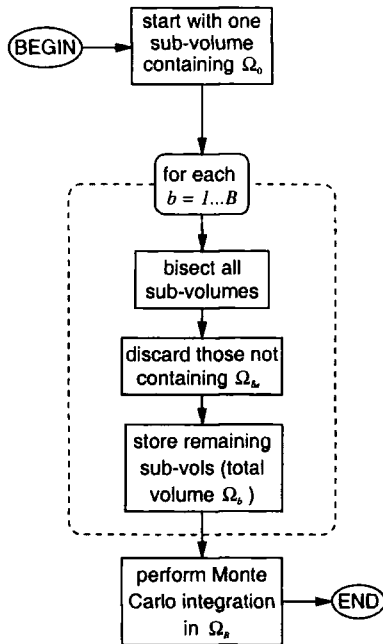 BEGIN
start with one
sub-volume
containing Ω₀
for each
b = 1...B
bisect all
sub-volumes
discard those not
containing Ω
store remaining
sub-vols (total
volume Ω_b )
perform Monte
Carlo integration
in Ω_B
END